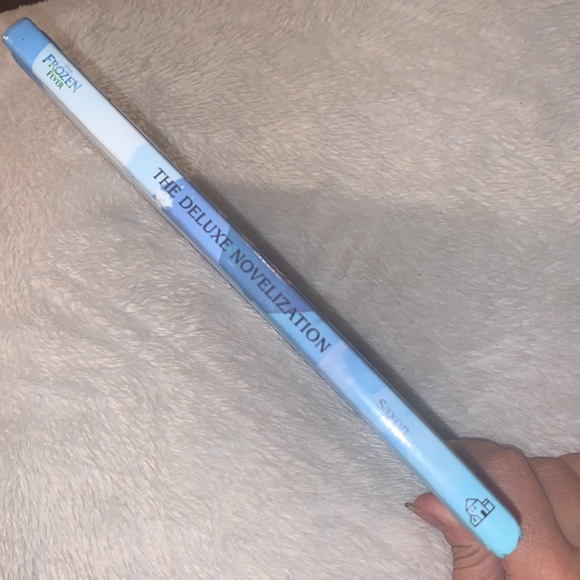 FROZEN
FEVER
THE DELUXE NOVELIZATION
Saxon